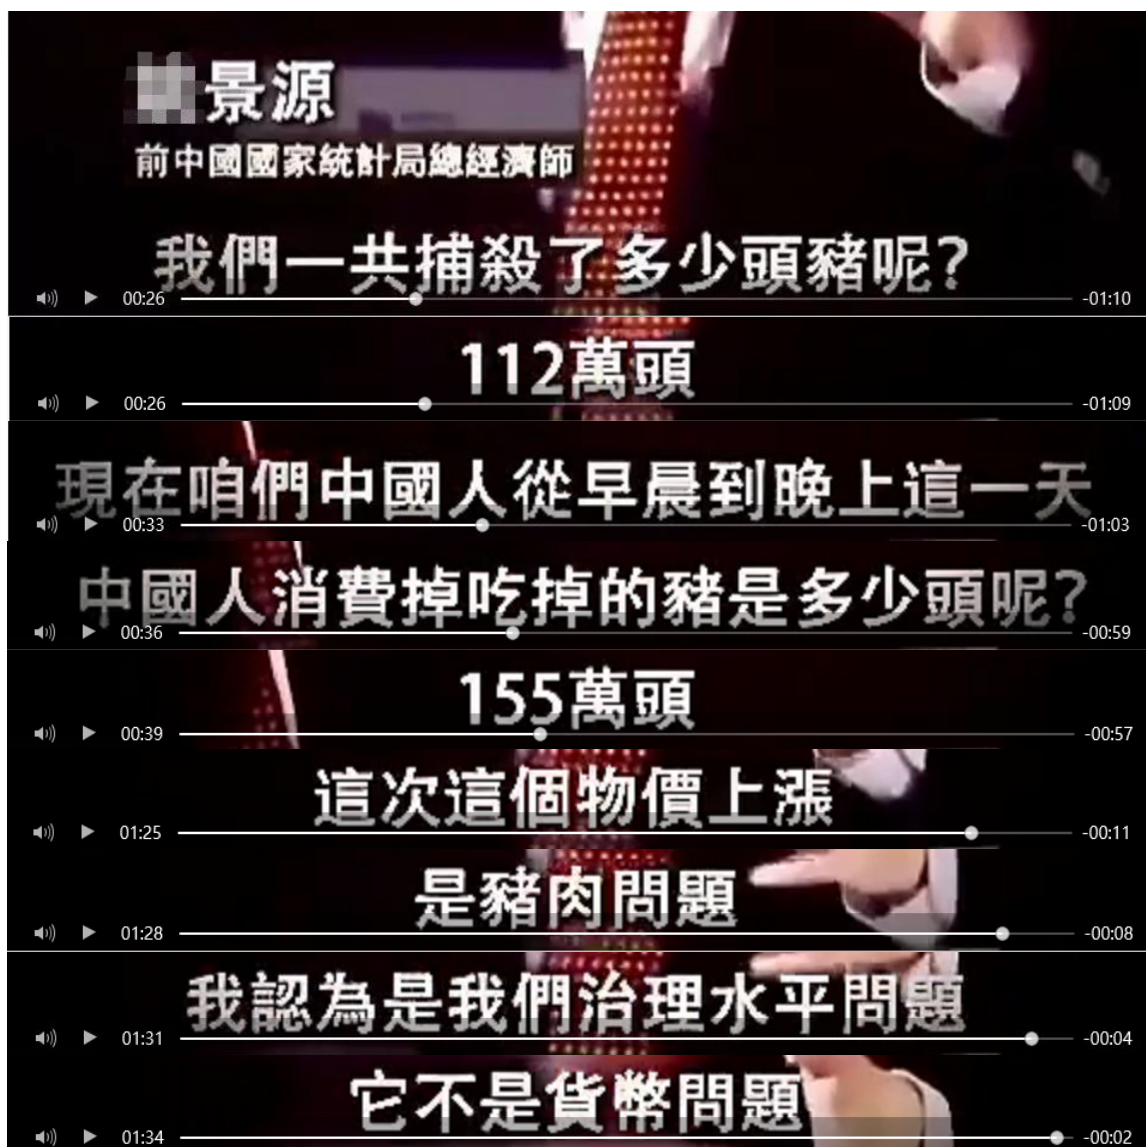 景源
前中國國家統計局總經濟師
我們一共捕殺了多少頭豬呢?
00:26 -01:10
112萬頭
00:26 -01:09
現在咱們中國人從早晨到晚上這一天
00:33 -01:03
中國人消費掉吃掉的豬是多少頭呢?
00:36 -00:59
155萬頭
00:39 -00:57
這次這個物價上漲
01:25 -00:11
是豬肉問題
01:28 -00:08
我認為是我們治理水平問題
01:31 -00:04
它不是貨幣問題
01:34 -00:02